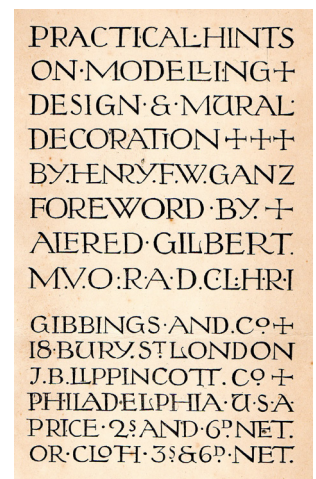 PRACTICAL·HINTS
ON·MODELLING+
DESIGN·&·MURAL·
DECORATION+++
BY·HENRY.F.W.GANZ
FOREWORD·BY.+
ALFRED·GILBERT.
M.V.O:R·A·D.CL:H·R·I
GIBBINGS·AND.Cº+
18·BURY.ST LONDON
J.B.LIPPINCOTT.Cº+
PHILADELPHIA·U·S·A
PRICE·2ˢ AND·6ᴰ·NET.
OR·CLOTH·3ˢ&6ᴰ·NET.